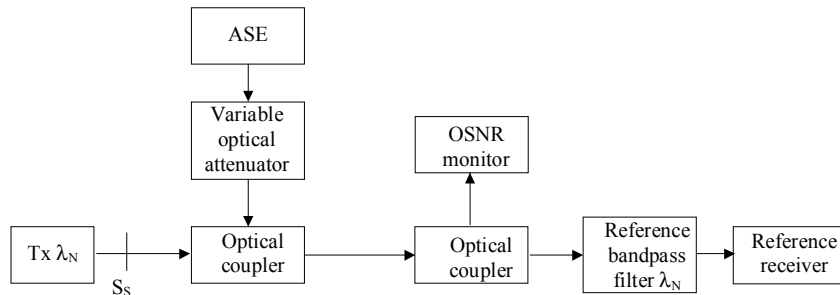 ASE
Variable
optical
attenuator
OSNR
monitor
Tx λN
SS
Optical
coupler
Optical
coupler
Reference
bandpass
filter λN
Reference
receiver